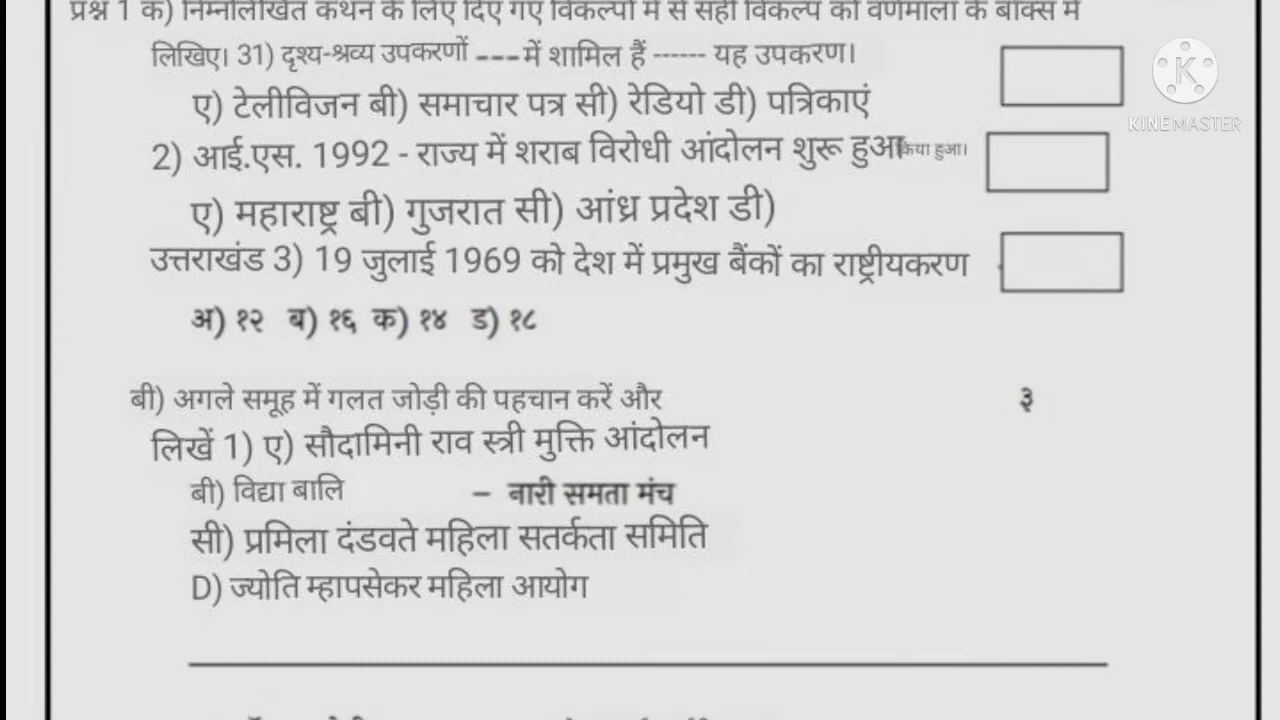 प्रश्न 1 क) निम्नलिखित कथन के लिए दिए गए विकल्पों में से सही विकल्प को वर्णमाला के बॉक्स में
लिखिए। 31) दृश्य-श्रव्य उपकरणों ---में शामिल हैं ------ यह उपकरण।
ए) टेलीविजन बी) समाचार पत्र सी) रेडियो डी) पत्रिकाएं
2) आई.एस. 1992 - राज्य में शराब विरोधी आंदोलन शुरू हुआ किया हुआ।
ए) महाराष्ट्र बी) गुजरात सी) आंध्र प्रदेश डी)
उत्तराखंड 3) 19 जुलाई 1969 को देश में प्रमुख बैंकों का राष्ट्रीयकरण
अ) १२ ब) १६ क) १४ ड) १८
बी) अगले समूह में गलत जोड़ी की पहचान करें और ३
लिखें 1) ए) सौदामिनी राव स्त्री मुक्ति आंदोलन
बी) विद्या बालि – नारी समता मंच
सी) प्रमिला दंडवते महिला सतर्कता समिति
D) ज्योति म्हापसेकर महिला आयोग
K
KINEMASTER